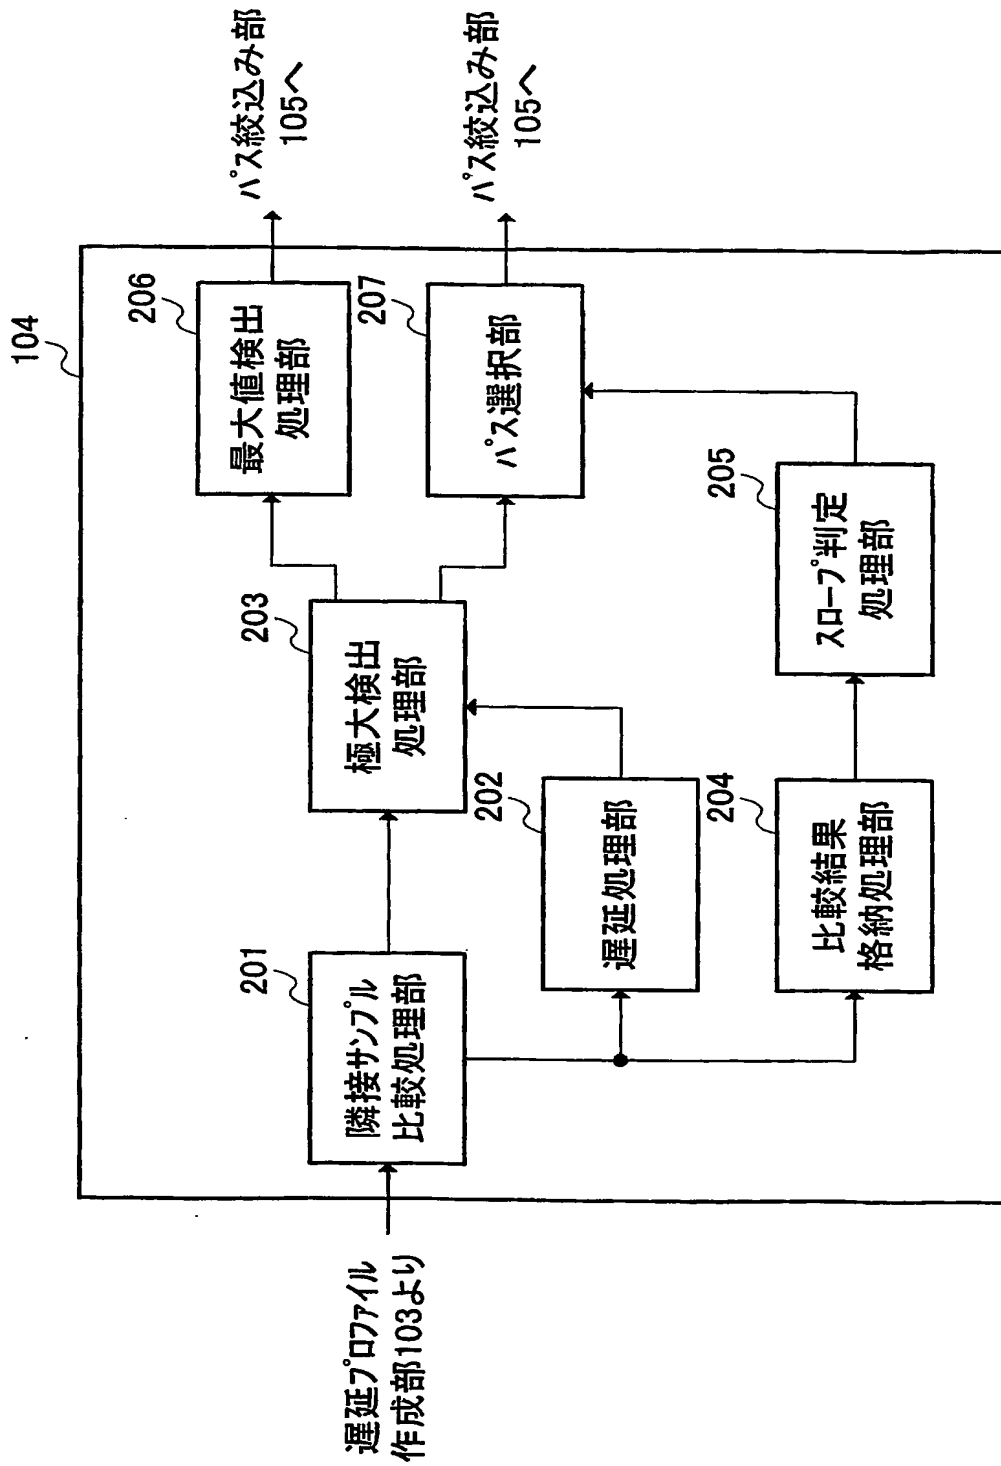 104
遅延プロファイル
作成部103より
201
隣接サンプル
比較処理部
202
遅延処理部
203
極大検出
処理部
204
比較結果
格納処理部
205
スロープ判定
処理部
206
最大値検出
処理部
207
パス選択部
パス絞込み部
105へ
パス絞込み部
105へ